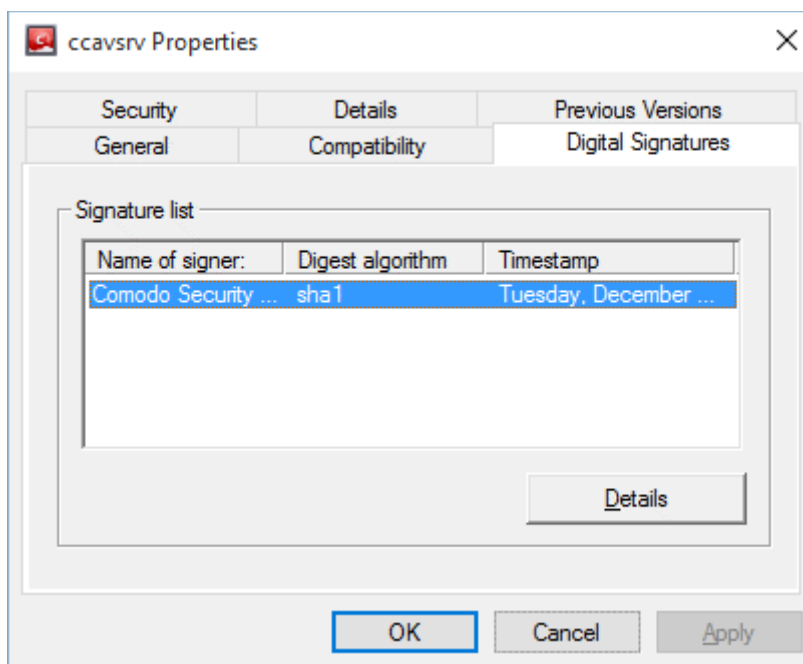 ccavsrv Properties
Security Details Previous Versions
General Compatibility Digital Signatures
Signature list
Name of signer: Digest algorithm Timestamp
Comodo Security ... sha1 Tuesday, December ...
Details
OK Cancel Apply